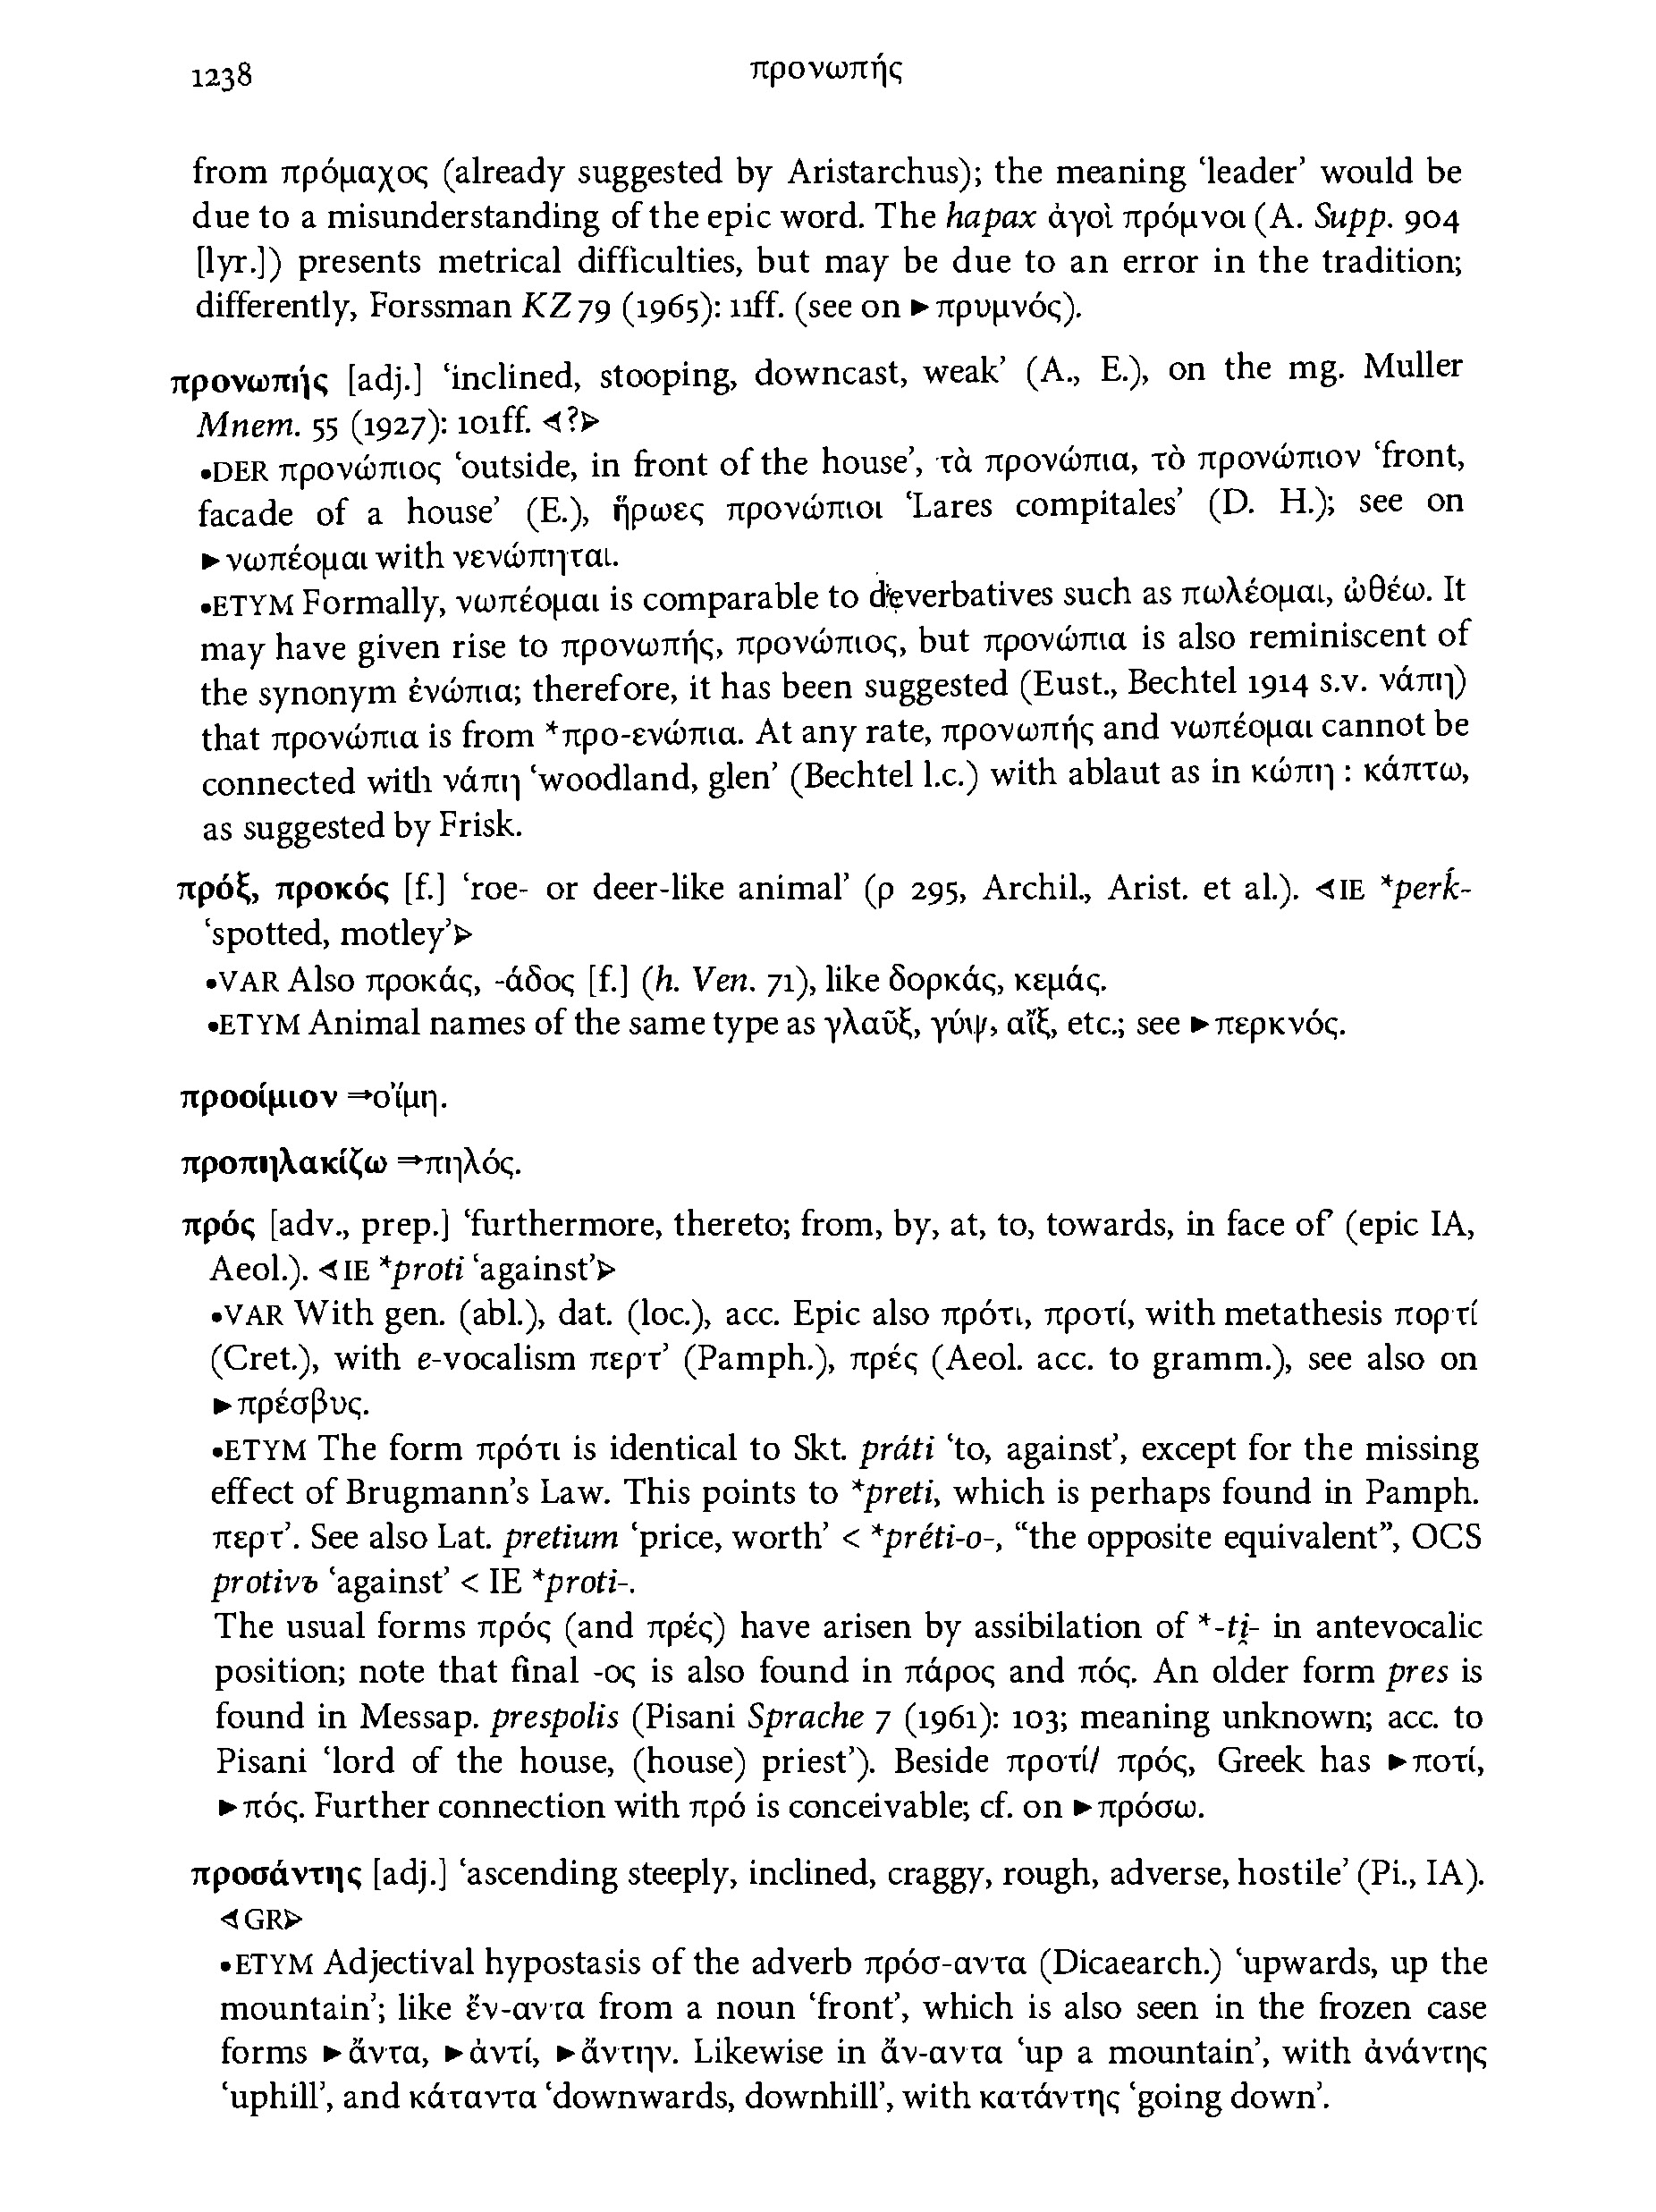 1238
προνωπής
from πρόμαχος (already suggested by Aristarchus); the meaning ‘leader’ would be
due to a misunderstanding of the epic word. The hapax ἀγοὶ πρόμνοι (A. Supp. 904
[lyr.]) presents metrical difficulties, but may be due to an error in the tradition;
differently, Forssman KZ 79 (1965): 11ff. (see on ►πρυμνός).
προνωπής [adj.] ‘inclined, stooping, downcast, weak’ (A., E.), on the mg. Muller
Mnem. 55 (1927): 101ff. ◄?►
•DER προνώπιος ‘outside, in front of the house’, τὰ προνώπια, τὸ προνώπιον ‘front,
facade of a house’ (E.), ἥρωες προνώπιοι ‘Lares compitales’ (D. H.); see on
►νωπέομαι with νενώπηται.
•ETYM Formally, νωπέομαι is comparable to deverbatives such as πωλέομαι, ὠθέω. It
may have given rise to προνωπής, προνώπιος, but προνώπια is also reminiscent of
the synonym ἐνώπια; therefore, it has been suggested (Eust., Bechtel 1914 s.v. νάπη)
that προνώπια is from *προ-ενώπια. At any rate, προνωπής and νωπέομαι cannot be
connected with νάπη ‘woodland, glen’ (Bechtel l.c.) with ablaut as in κώπη : κάπτω,
as suggested by Frisk.
πρόξ, προκός [f.] ‘roe- or deer-like animal’ (ρ 295, Archil., Arist. et al.). ◄IE *perḱ-
‘spotted, motley’►
•VAR Also προκάς, -άδος [f.] (h. Ven. 71), like δορκάς, κεμάς.
•ETYM Animal names of the same type as γλαῦξ, γύψ, αἴξ, etc.; see ►περκνός.
προοίμιον ⇒οἴμη.
προπηλακίζω ⇒πηλός.
πρός [adv., prep.] ‘furthermore, thereto; from, by, at, to, towards, in face of’ (epic IA,
Aeol.). ◄IE *proti ‘against’►
•VAR With gen. (abl.), dat. (loc.), acc. Epic also πρότι, προτί, with metathesis πορτί
(Cret.), with e-vocalism περτ’ (Pamph.), πρές (Aeol. acc. to gramm.), see also on
►πρέσβυς.
•ETYM The form πρότι is identical to Skt. práti ‘to, against’, except for the missing
effect of Brugmann’s Law. This points to *preti, which is perhaps found in Pamph.
περτ’. See also Lat. pretium ‘price, worth’ < *préti-o-, “the opposite equivalent”, OCS
protivъ ‘against’ < IE *proti-.
The usual forms πρός (and πρές) have arisen by assibilation of *-ti̯- in antevocalic
position; note that final -ος is also found in πάρος and πός. An older form pres is
found in Messap. prespolis (Pisani Sprache 7 (1961): 103; meaning unknown; acc. to
Pisani ‘lord of the house, (house) priest’). Beside προτί/ πρός, Greek has ►ποτί,
►πός. Further connection with πρό is conceivable; cf. on ►πρόσω.
προσάντης [adj.] ‘ascending steeply, inclined, craggy, rough, adverse, hostile’ (Pi., IA).
◄GR►
•ETYM Adjectival hypostasis of the adverb πρόσ-αντα (Dicaearch.) ‘upwards, up the
mountain’; like ἔν-αντα from a noun ‘front’, which is also seen in the frozen case
forms ►ἄντα, ►ἀντί, ►ἄντην. Likewise in ἄν-αντα ‘up a mountain’, with ἀνάντης
‘uphill’, and κάταντα ‘downwards, downhill’, with κατάντης ‘going down’.